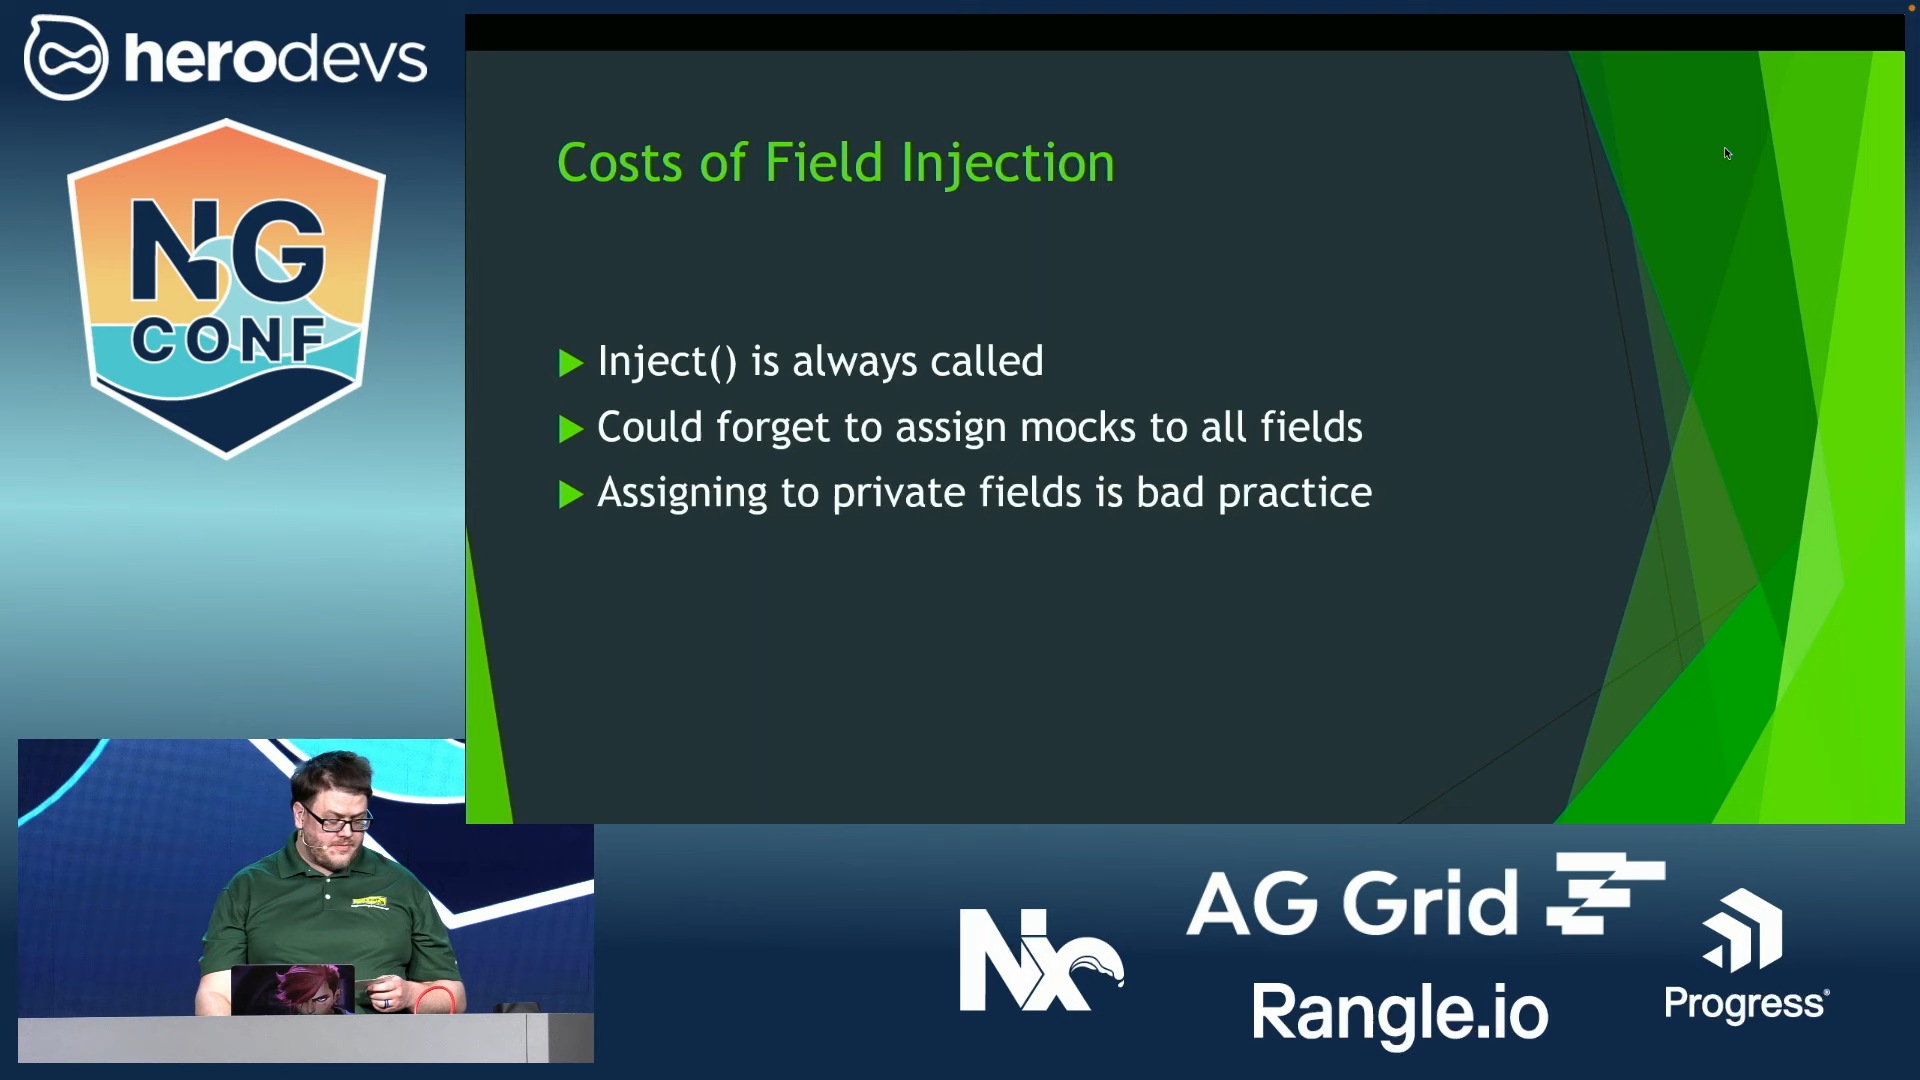 herodevs
NG
CONF
Costs of Field Injection
Inject() is always called
Could forget to assign mocks to all fields
Assigning to private fields is bad practice
Nx
AG Grid
Rangle.io
Progress®